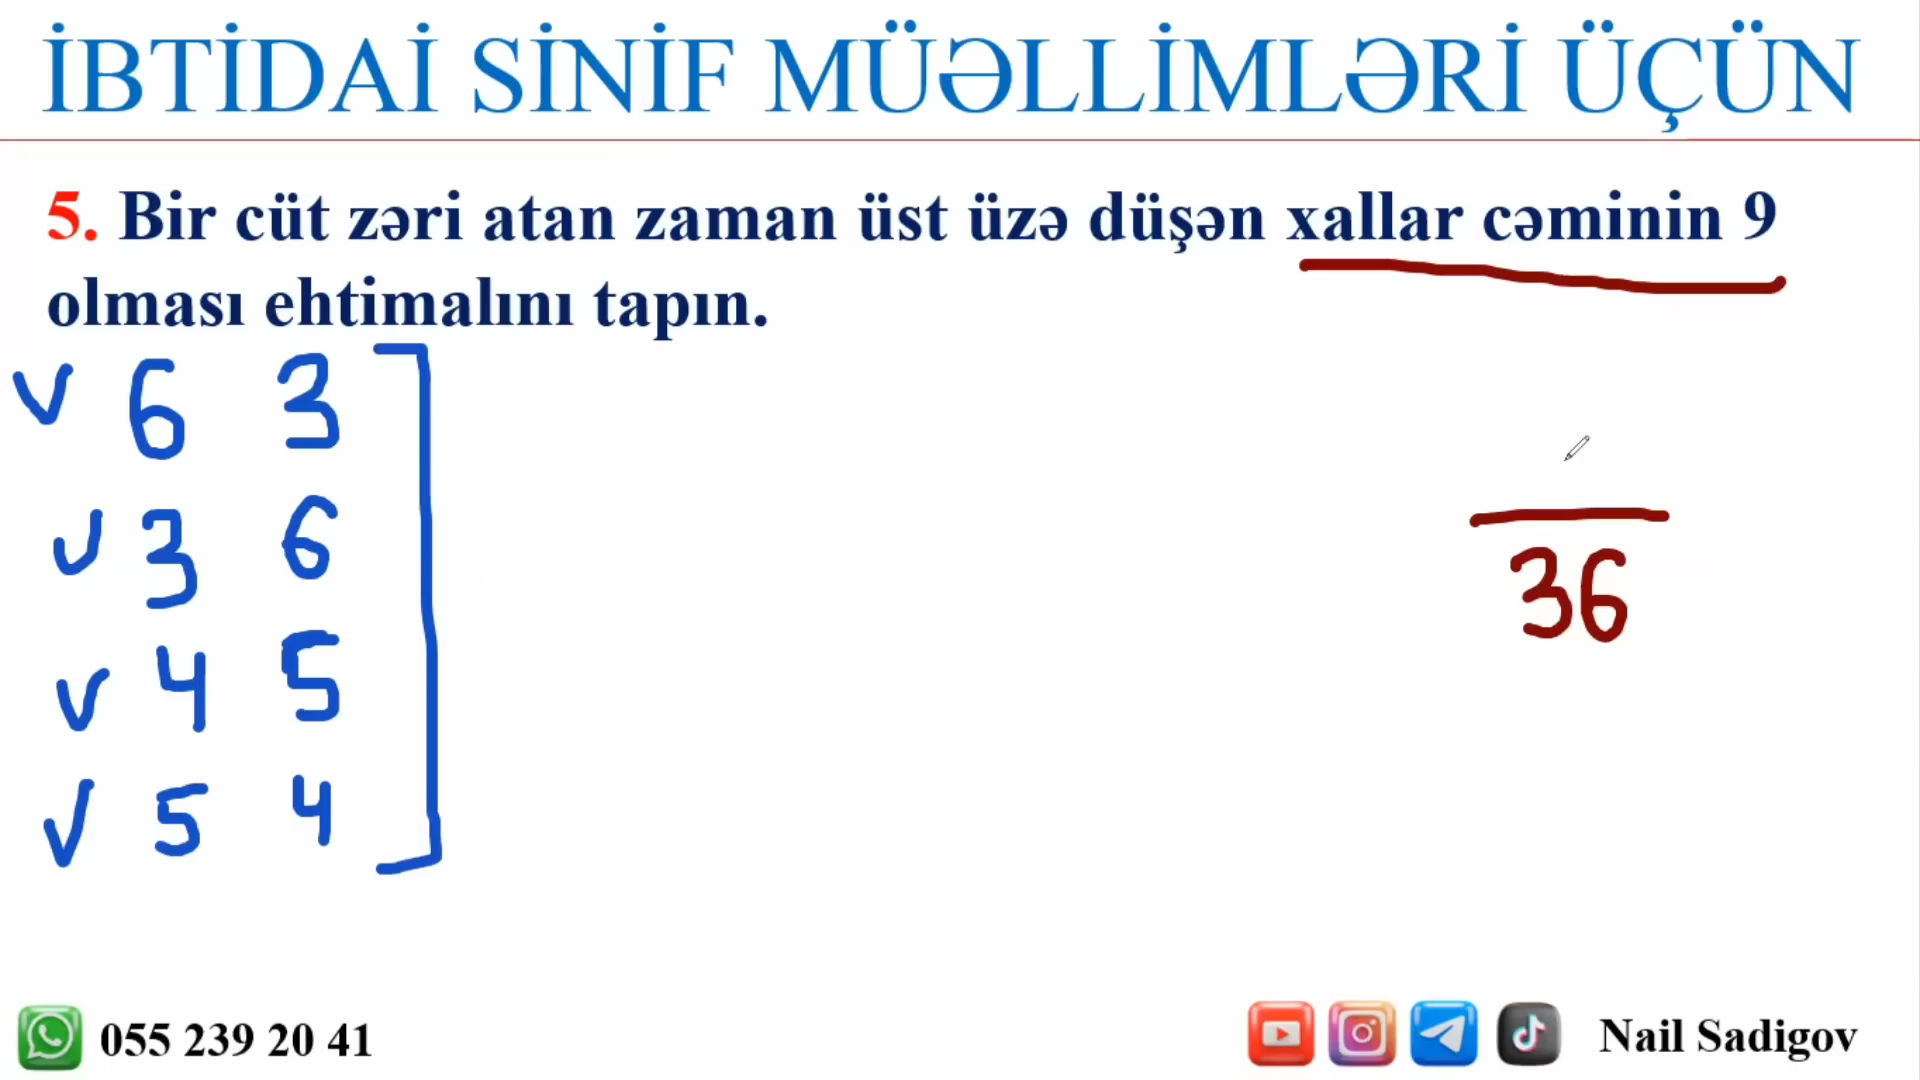 İBTİDAİ SİNİF MÜƏLLİMLƏRİ ÜÇÜN
5. Bir cüt zəri atan zaman üst üzə düşən xallar cəminin 9
olması ehtimalını tapın.
6 3
3 6
4 5
5 4
36
055 239 20 41
Nail Sadigov